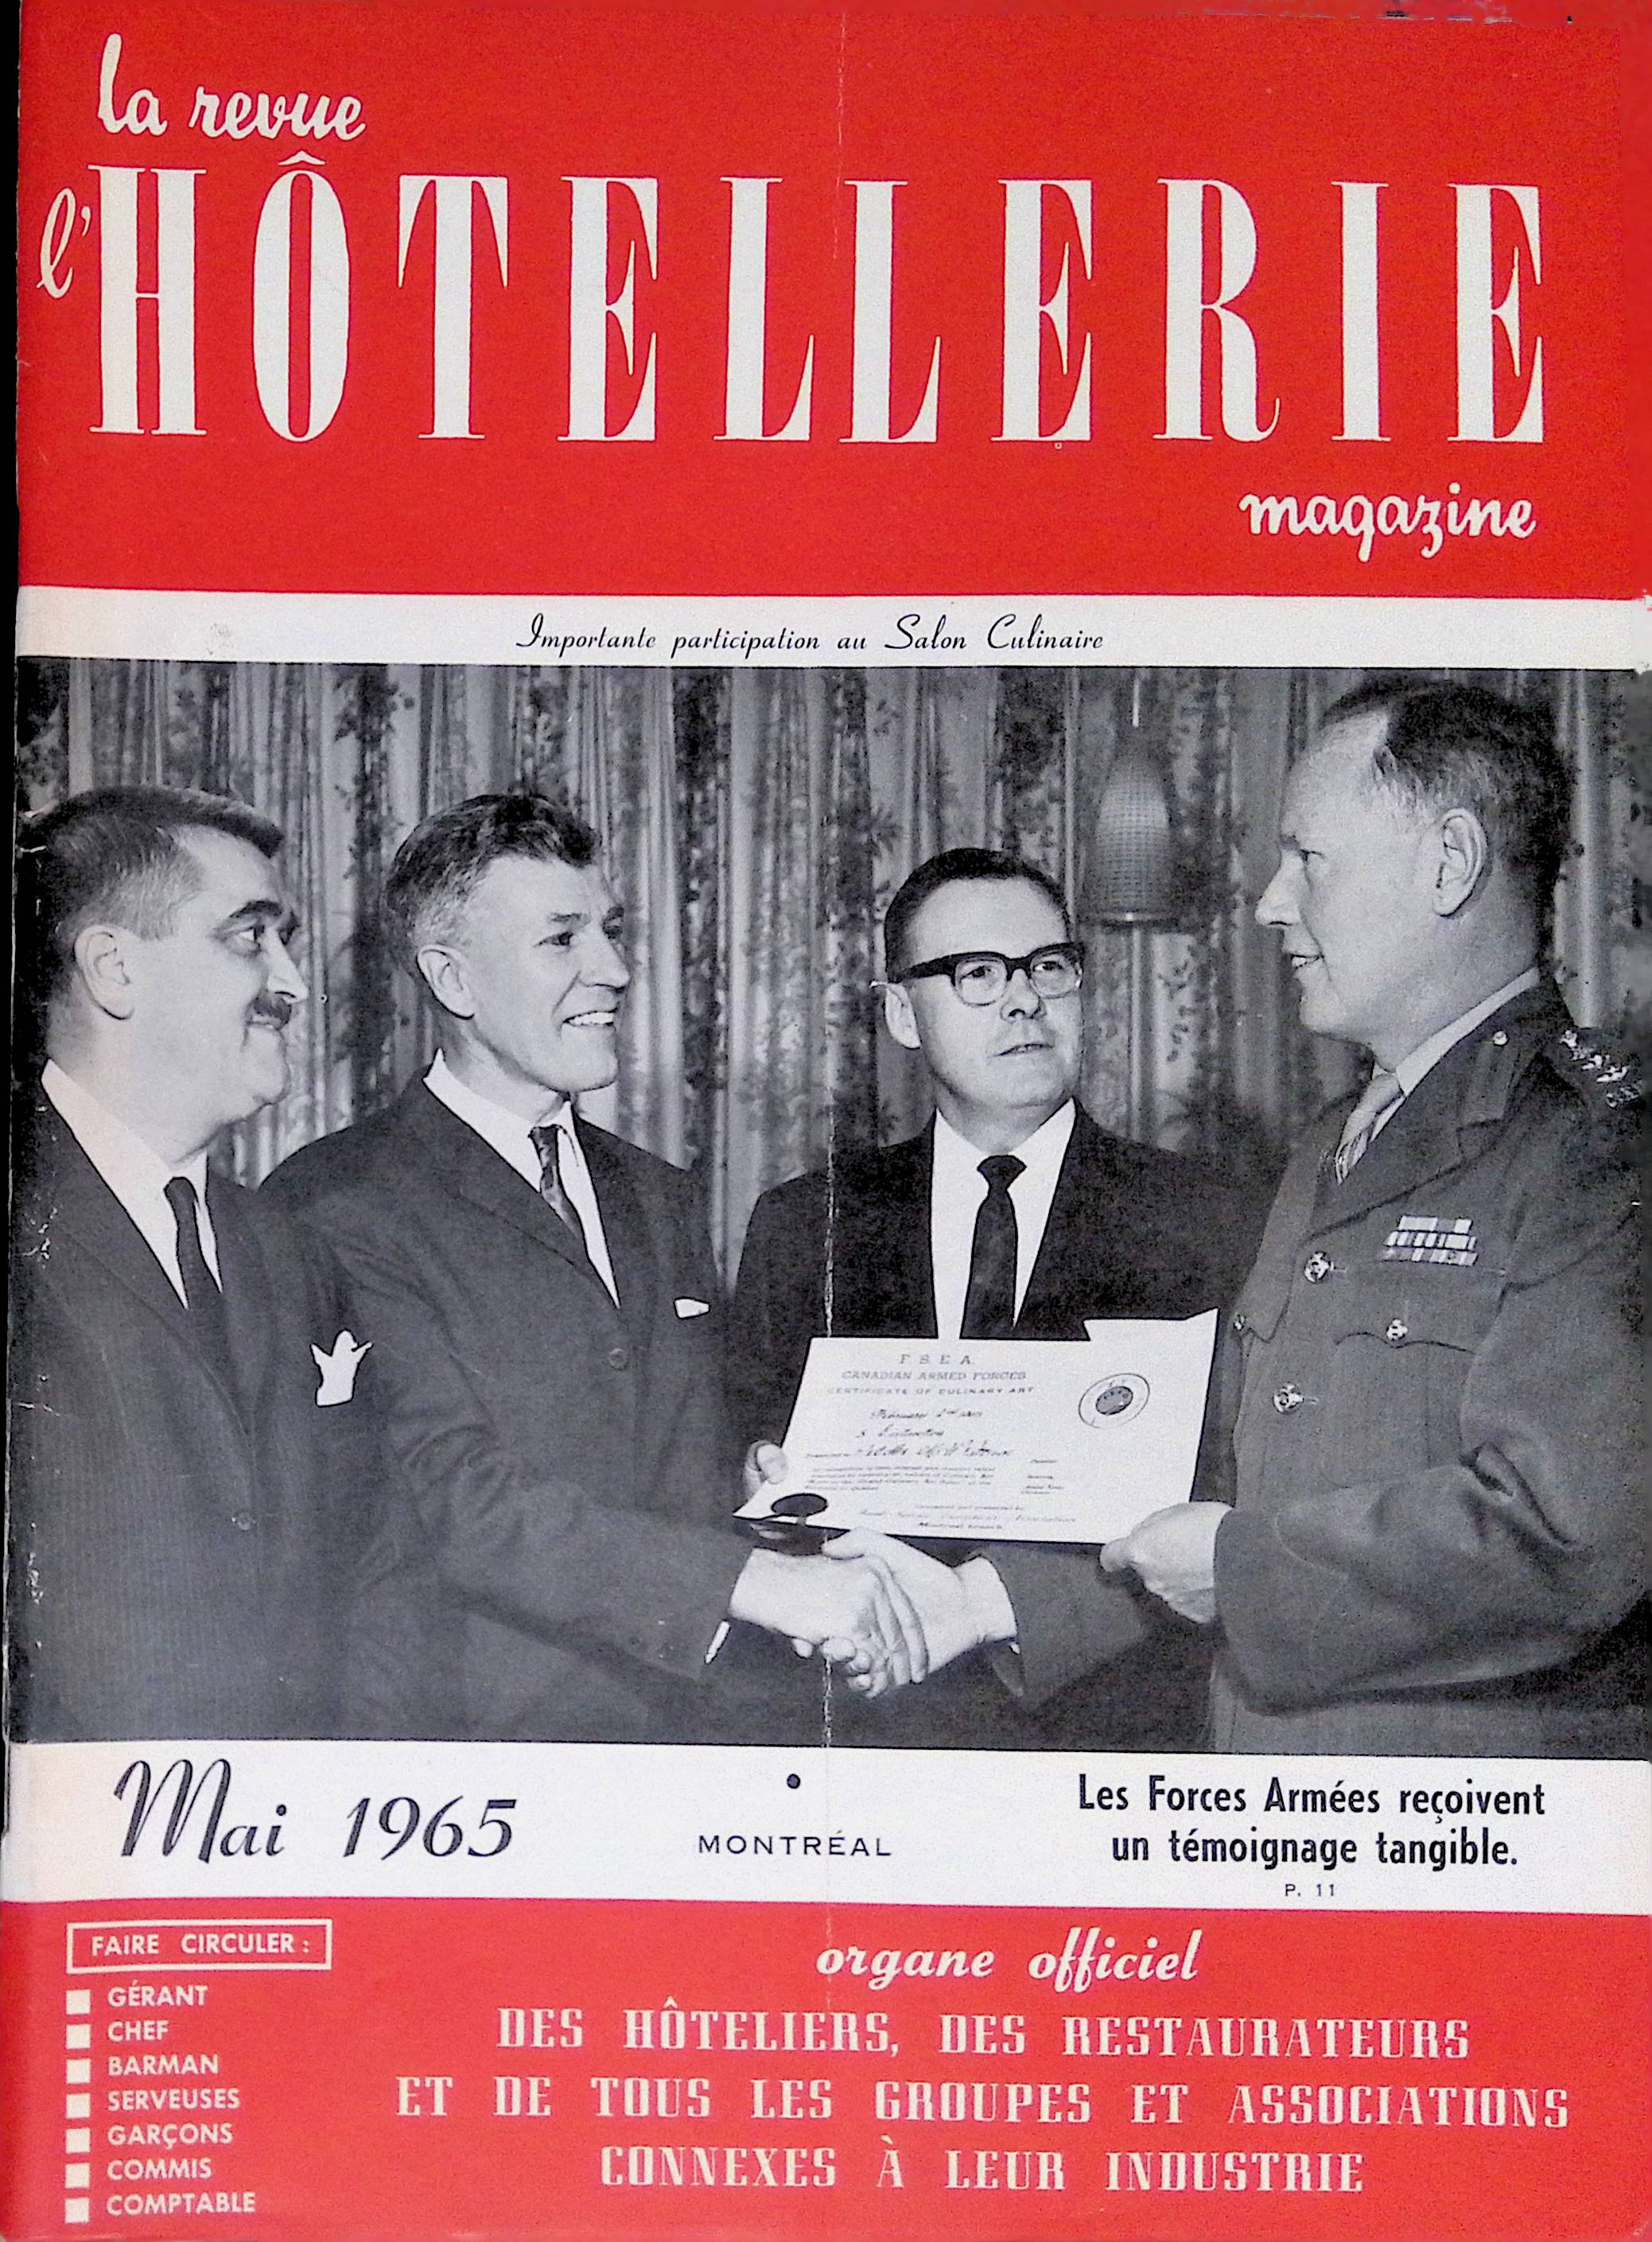 la revue
l'HÔTELLERIE
magazine
Importante participation au Salon Culinaire
F. S. E. A.
CANADIAN ARMED FORCES
CERTIFICATE OF CULINARY ART
Montreal Branch
Mai 1965
•
MONTRÉAL
Les Forces Armées reçoivent
un témoignage tangible.
P. 11
FAIRE CIRCULER :
GÉRANT
CHEF
BARMAN
SERVEUSES
GARÇONS
COMMIS
COMPTABLE
organe officiel
DES HÔTELIERS, DES RESTAURATEURS
ET DE TOUS LES GROUPES ET ASSOCIATIONS
CONNEXES À LEUR INDUSTRIE